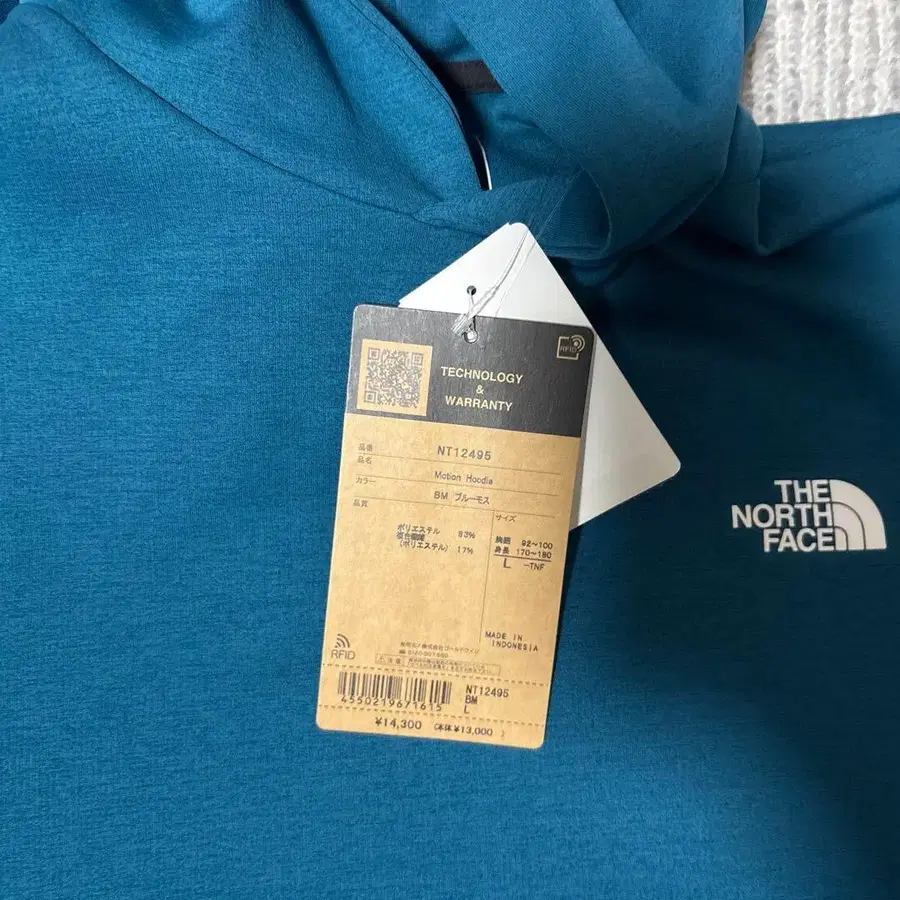 RFID
TECHNOLOGY
&
WARRANTY
品番 NT12495
品名 Motion Hoodie
カラー BM ブルーモス
品質
ポリエステル 83%
複合繊維
(ポリエステル) 17%
サイズ
胸囲 92~100
身長 170~180
L -TNF
MADE IN
INDONESIA
RFID
4550219671615
NT12495
BM
L
¥14,300 (本体¥13,000)
THE
NORTH
FACE